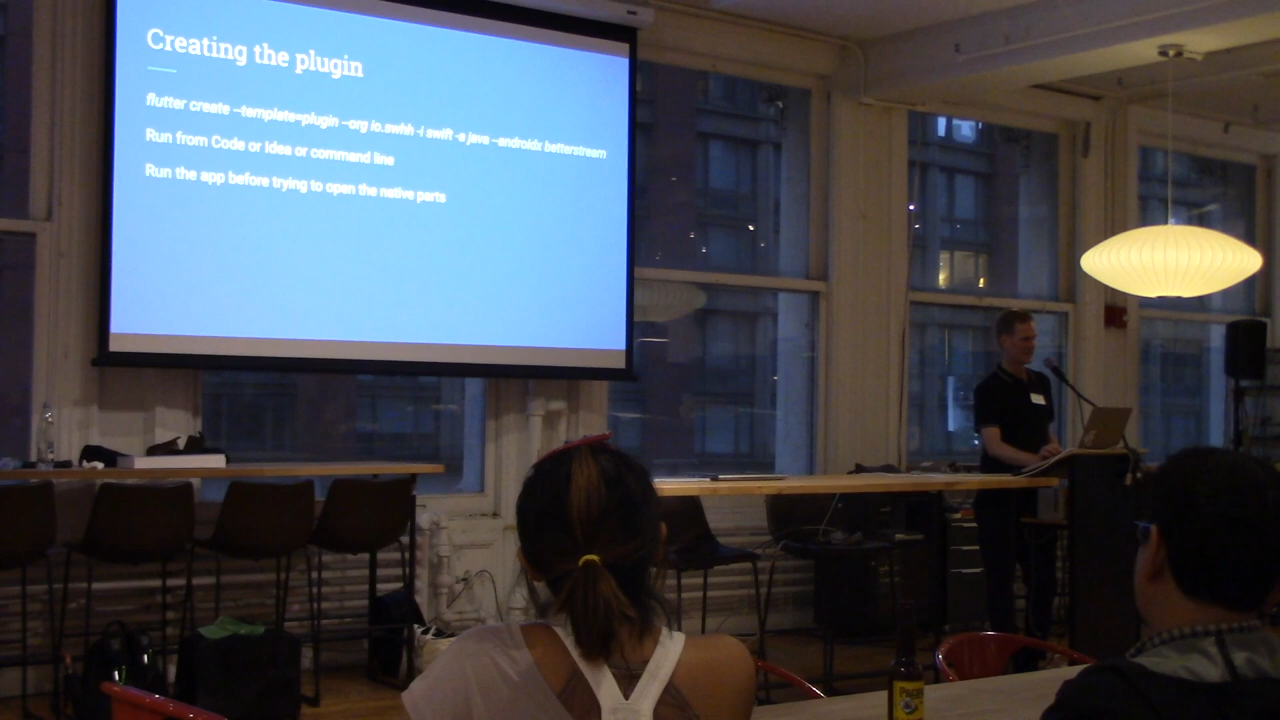 Creating the plugin
flutter create --template=plugin --org io.swhh -i swift -a java --androidx betterstream
Run from Code or Idea or command line
Run the app before trying to open the native parts